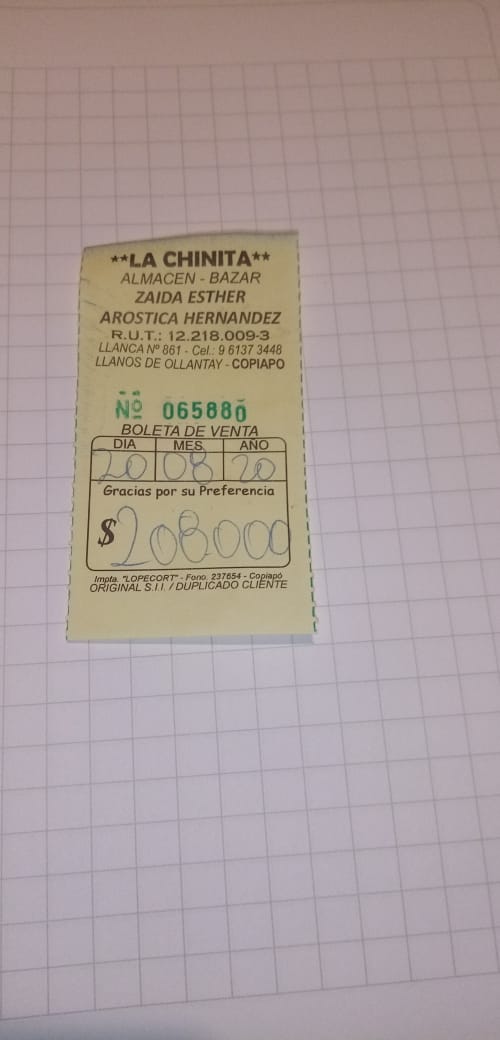 **LA CHINITA**
ALMACEN - BAZAR
ZAIDA ESTHER
AROSTICA HERNANDEZ
R.U.T.: 12.218.009-3
LLANCA Nº 861 - Cel.: 9 6137 3448
LLANOS DE OLLANTAY - COPIAPO
Nº 065880
BOLETA DE VENTA
DIA MES AÑO
20 08 20
Gracias por su Preferencia
$208.000
Impta. "LOPECORT" - Fono. 237654 - Copiapó
ORIGINAL S.I.I. / DUPLICADO CLIENTE